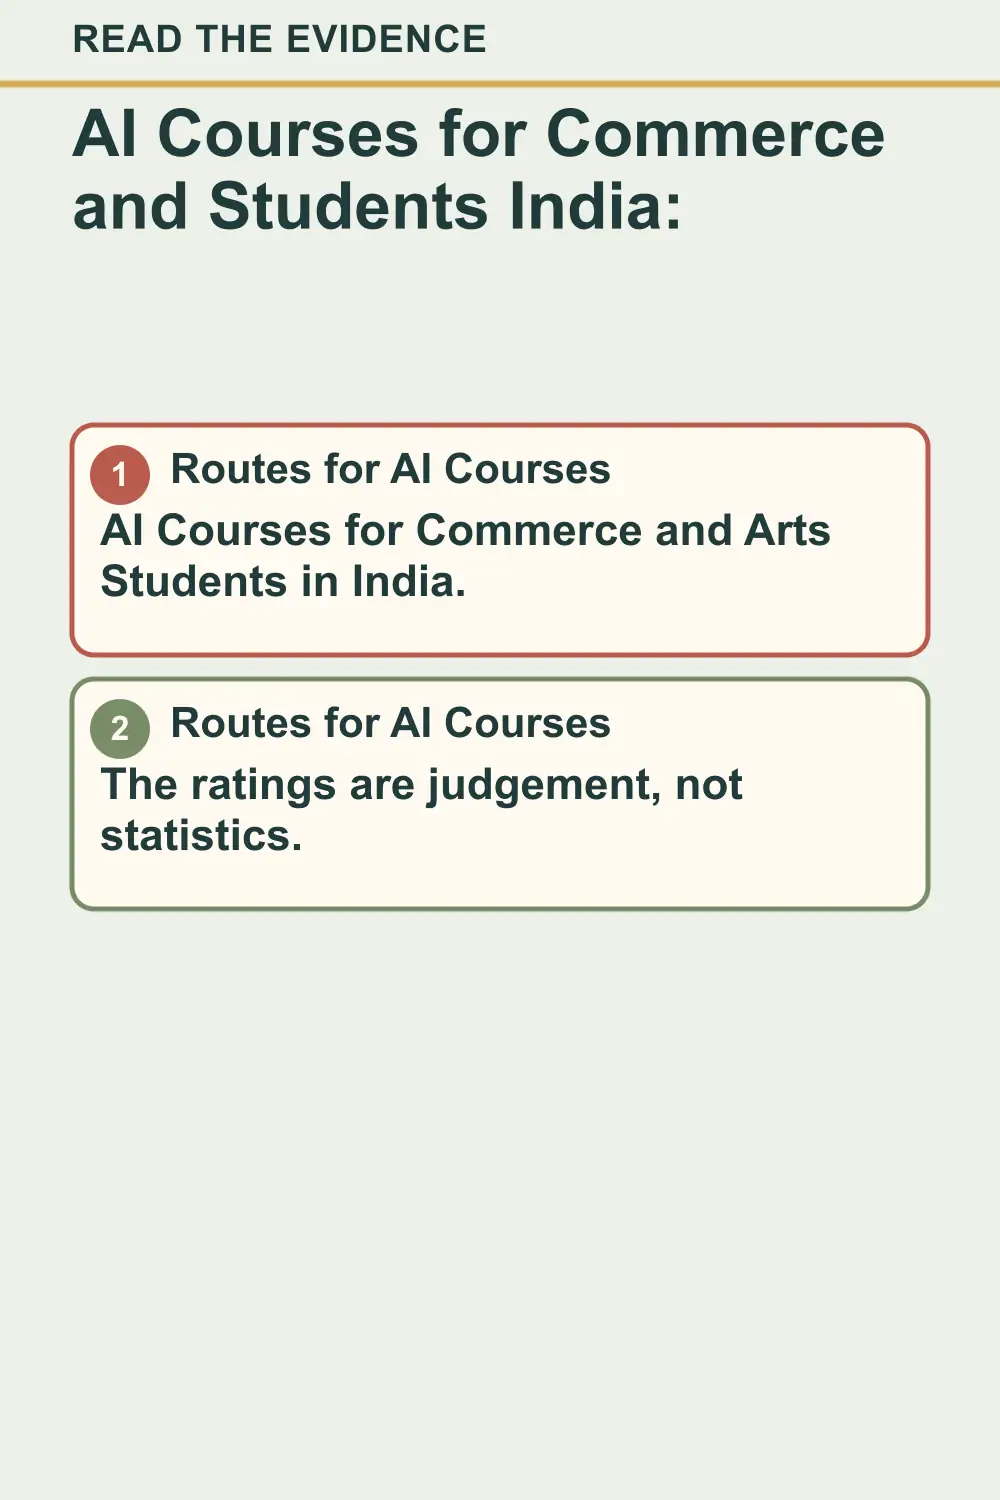 READ THE EVIDENCE
AI Courses for Commerce
and Students India:
1 Routes for AI Courses
AI Courses for Commerce and Arts
Students in India.
2 Routes for AI Courses
The ratings are judgement, not
statistics.